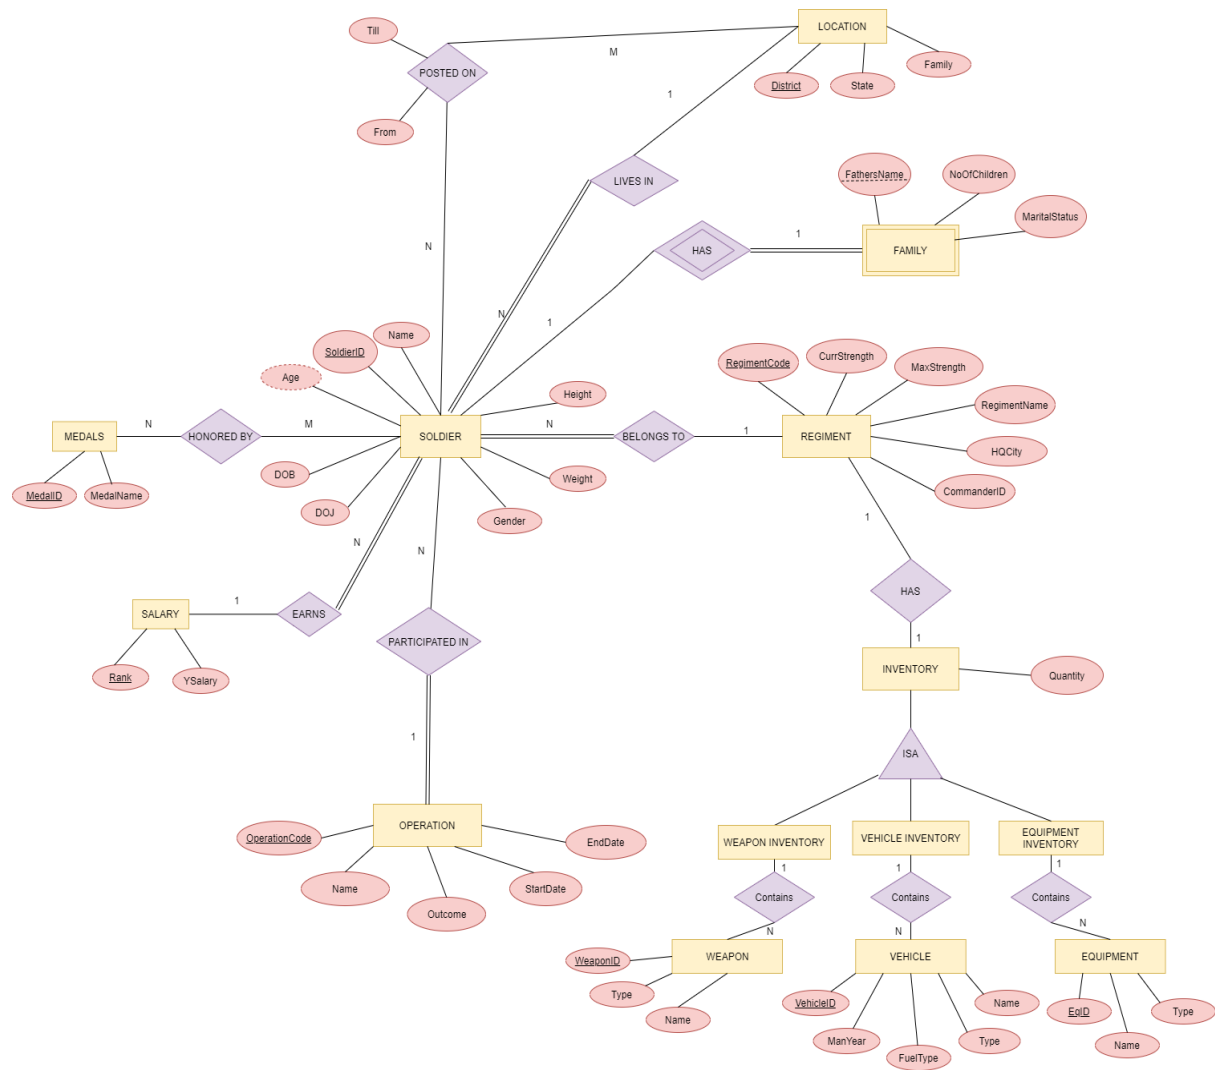 LOCATION
Till
M
POSTED ON
Family
District
State
1
From
FathersName
NoOfChildren
LIVES IN
MaritalStatus
1
N
HAS
FAMILY
N
1
Name
SoldierID
CurrStrength
RegimentCode
MaxStrength
Age
Height
RegimentName
N
M
N
1
MEDALS
HONORED BY
SOLDIER
BELONGS TO
REGIMENT
HQCity
DOB
Weight
MedalID
MedalName
CommanderID
DOJ
Gender
1
N
N
HAS
1
SALARY
EARNS
PARTICIPATED IN
1
INVENTORY
Rank
YSalary
Quantity
1
ISA
OPERATION
OperationCode
EndDate
WEAPON INVENTORY
VEHICLE INVENTORY
EQUIPMENT
INVENTORY
1
1
1
Name
StartDate
Contains
Contains
Contains
Outcome
N
N
N
WeaponID
WEAPON
VEHICLE
EQUIPMENT
Type
VehicleID
Name
EqID
Type
Name
ManYear
FuelType
Type
Name